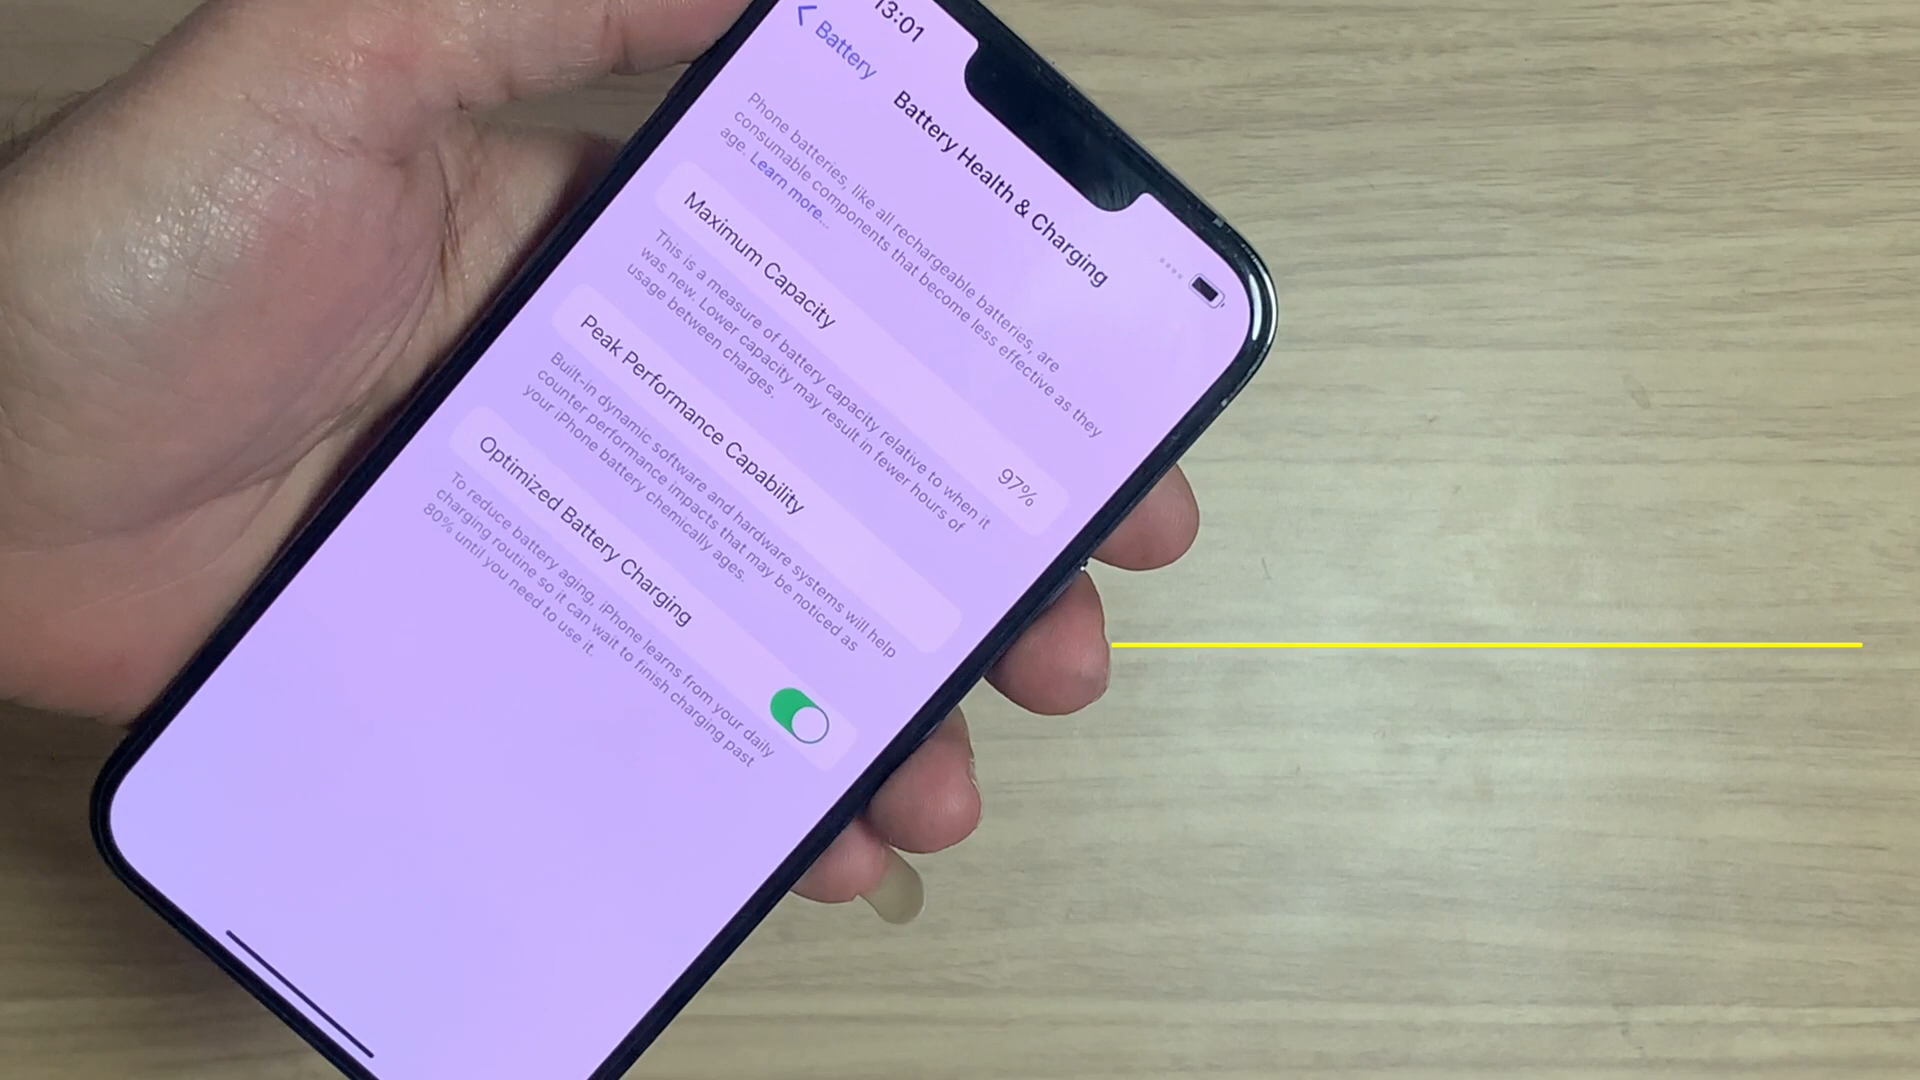 13:01
Battery
Battery Health & Charging
Phone batteries, like all rechargeable batteries, are
consumable components that become less effective as they
age. Learn more...
Maximum Capacity
97%
This is a measure of battery capacity relative to when it
was new. Lower capacity may result in fewer hours of
usage between charges.
Peak Performance Capability
Built-in dynamic software and hardware systems will help
counter performance impacts that may be noticed as
your iPhone battery chemically ages.
Optimized Battery Charging
To reduce battery aging, iPhone learns from your daily
charging routine so it can wait to finish charging past
80% until you need to use it.